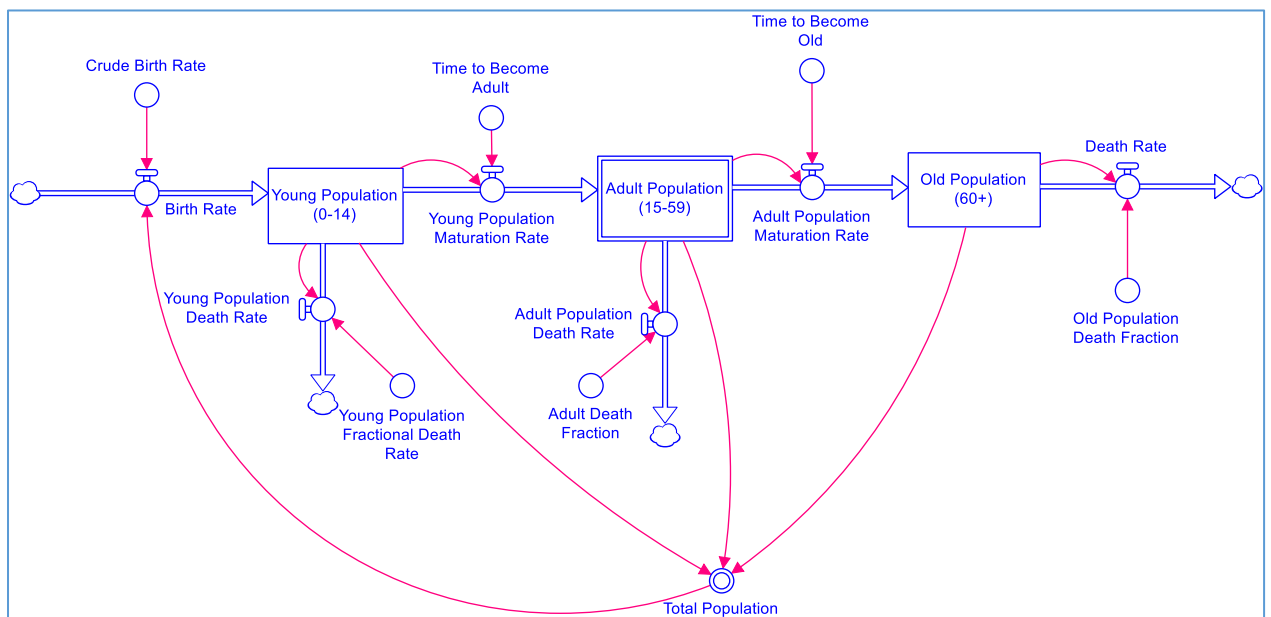 Crude Birth Rate
Time to Become
Adult
Time to Become
Old
Death Rate
Birth Rate
Young Population
(0-14)
Young Population
Maturation Rate
Adult Population
(15-59)
Adult Population
Maturation Rate
Old Population
(60+)
Young Population
Death Rate
Adult Population
Death Rate
Old Population
Death Fraction
Young Population
Fractional Death
Rate
Adult Death
Fraction
Total Population